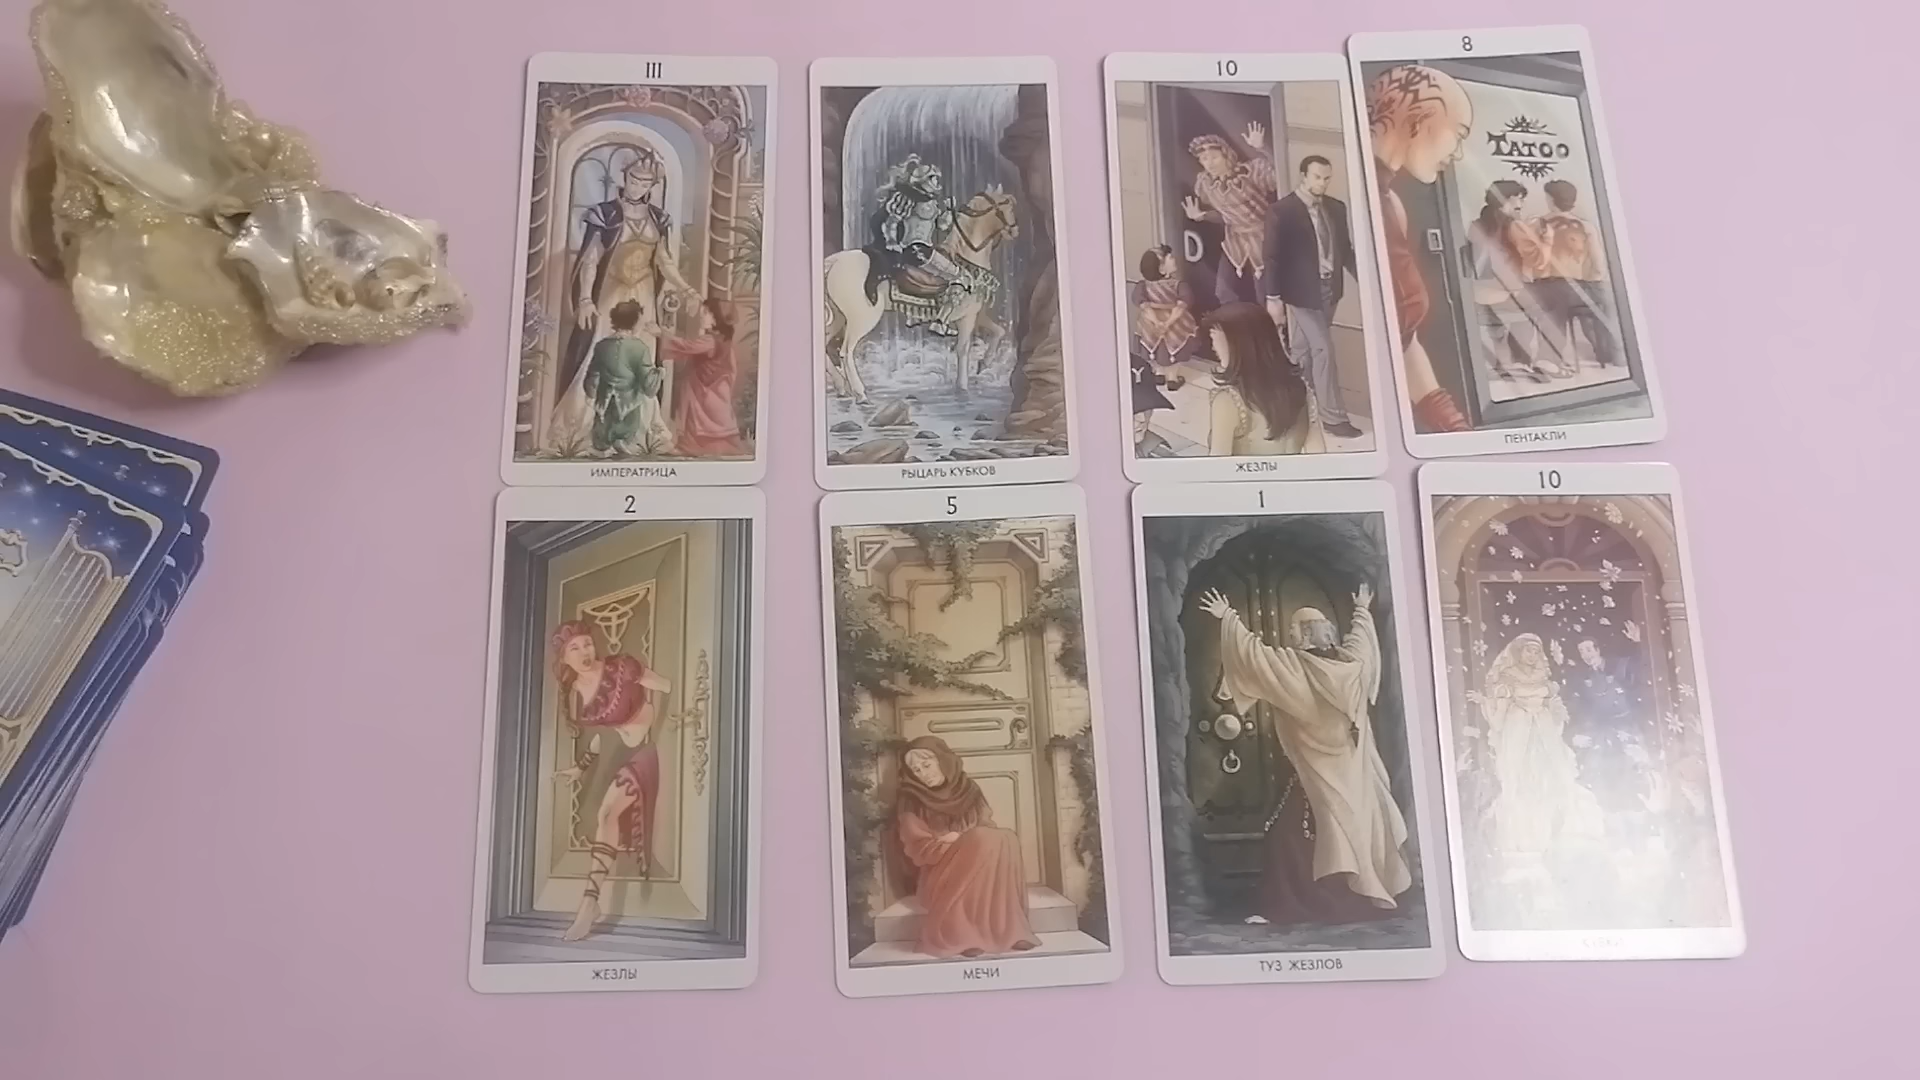 III
ИМПЕРАТРИЦА
РЫЦАРЬ КУБКОВ
10
D
Y
ЖЕЗЛЫ
8
TATOO
ПЕНТАКЛИ
2
ЖЕЗЛЫ
5
МЕЧИ
1
ТУЗ ЖЕЗЛОВ
10